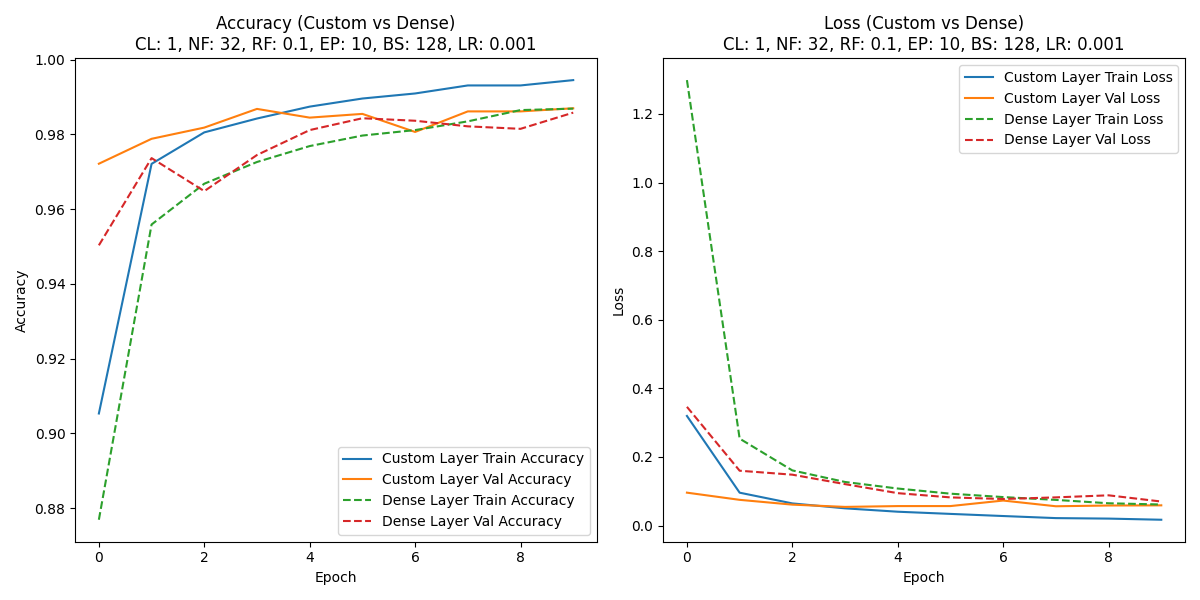 Accuracy (Custom vs Dense)
CL: 1, NF: 32, RF: 0.1, EP: 10, BS: 128, LR: 0.001
1.00
0.98
0.96
0.94
0.92
0.90
0.88
Accuracy
Custom Layer Train Accuracy
Custom Layer Val Accuracy
Dense Layer Train Accuracy
Dense Layer Val Accuracy
0 2 4 6 8
Epoch
Loss (Custom vs Dense)
CL: 1, NF: 32, RF: 0.1, EP: 10, BS: 128, LR: 0.001
Custom Layer Train Loss
Custom Layer Val Loss
Dense Layer Train Loss
Dense Layer Val Loss
1.2
1.0
0.8
0.6
0.4
0.2
0.0
Loss
0 2 4 6 8
Epoch